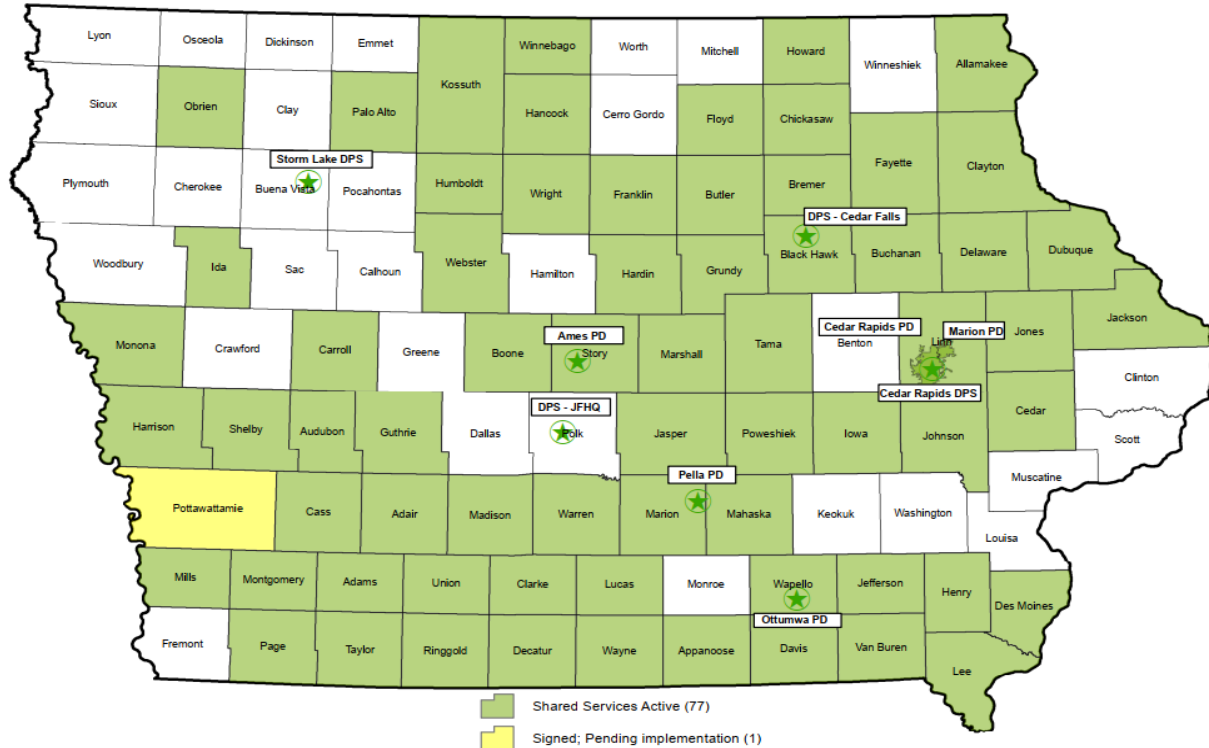 Lyon
Osceola
Dickinson
Emmet
Kossuth
Winnebago
Worth
Mitchell
Howard
Winneshiek
Allamakee
Sioux
Obrien
Clay
Palo Alto
Hancock
Cerro Gordo
Floyd
Chickasaw
Storm Lake DPS
Plymouth
Cherokee
Buena Vista
Pocahontas
Humboldt
Wright
Franklin
Butler
Bremer
Fayette
Clayton
DPS - Cedar Falls
Woodbury
Ida
Sac
Calhoun
Webster
Hamilton
Hardin
Grundy
Black Hawk
Buchanan
Delaware
Dubuque
Monona
Crawford
Carroll
Greene
Boone
Ames PD
Story
Marshall
Tama
Cedar Rapids PD
Benton
Marion PD
Linn
Cedar Rapids DPS
Jones
Jackson
Clinton
Harrison
Shelby
Audubon
Guthrie
Dallas
DPS - JFHQ
Polk
Jasper
Poweshiek
Iowa
Johnson
Cedar
Scott
Muscatine
Pottawattamie
Cass
Adair
Madison
Warren
Pella PD
Marion
Mahaska
Keokuk
Washington
Louisa
Mills
Montgomery
Adams
Union
Clarke
Lucas
Monroe
Wapello
Ottumwa PD
Jefferson
Henry
Des Moines
Fremont
Page
Taylor
Ringgold
Decatur
Wayne
Appanoose
Davis
Van Buren
Lee
Shared Services Active (77)
Signed; Pending implementation (1)